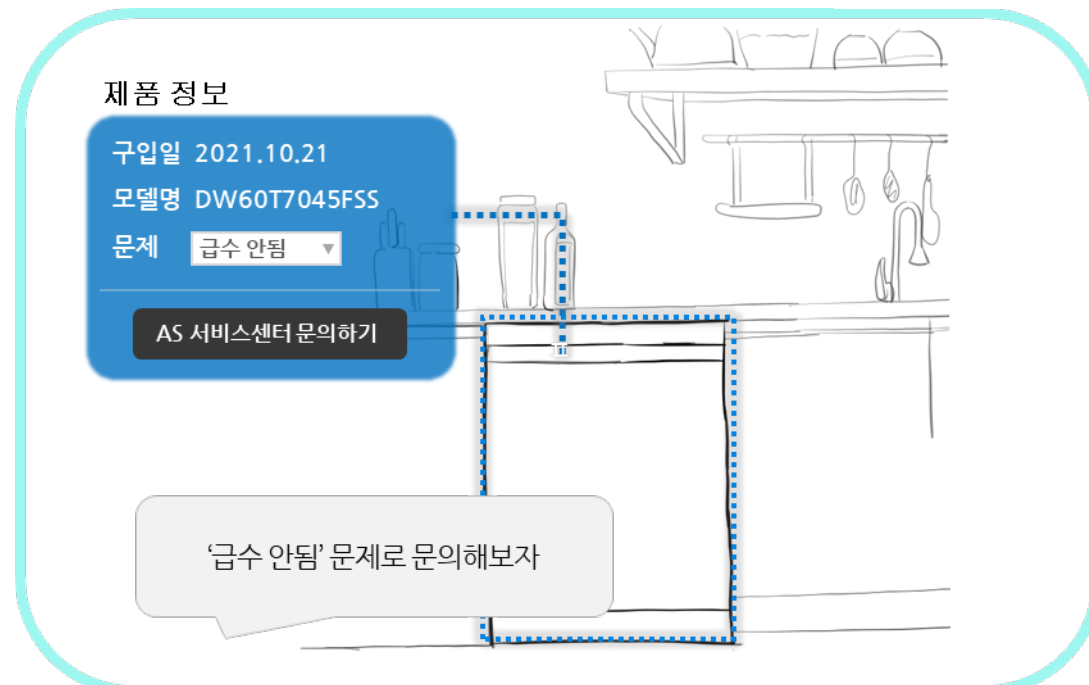 제품 정보
구입일 2021.10.21
모델명 DW60T7045FSS
문제 급수 안됨 ▼
AS 서비스센터 문의하기
‘급수 안됨’ 문제로 문의해보자